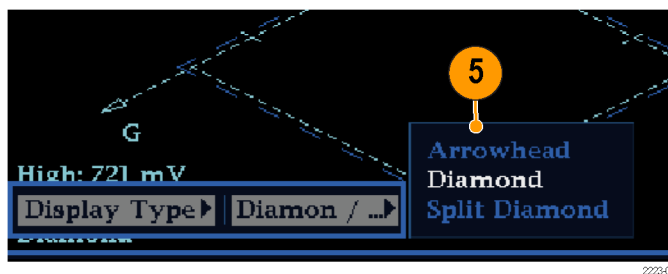 5
G
High: 721 mV
Arrowhead
Diamond
Split Diamond
Display Type
Diamon / ...